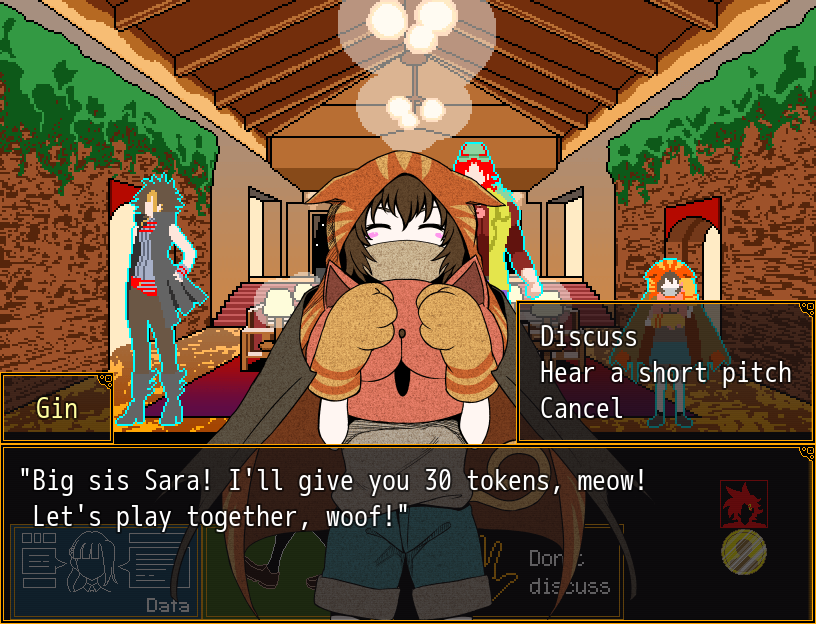 Discuss
Hear a short pitch
Cancel
Gin
"Big sis Sara! I'll give you 30 tokens, meow!
Let's play together, woof!"
Don't
discuss
Data